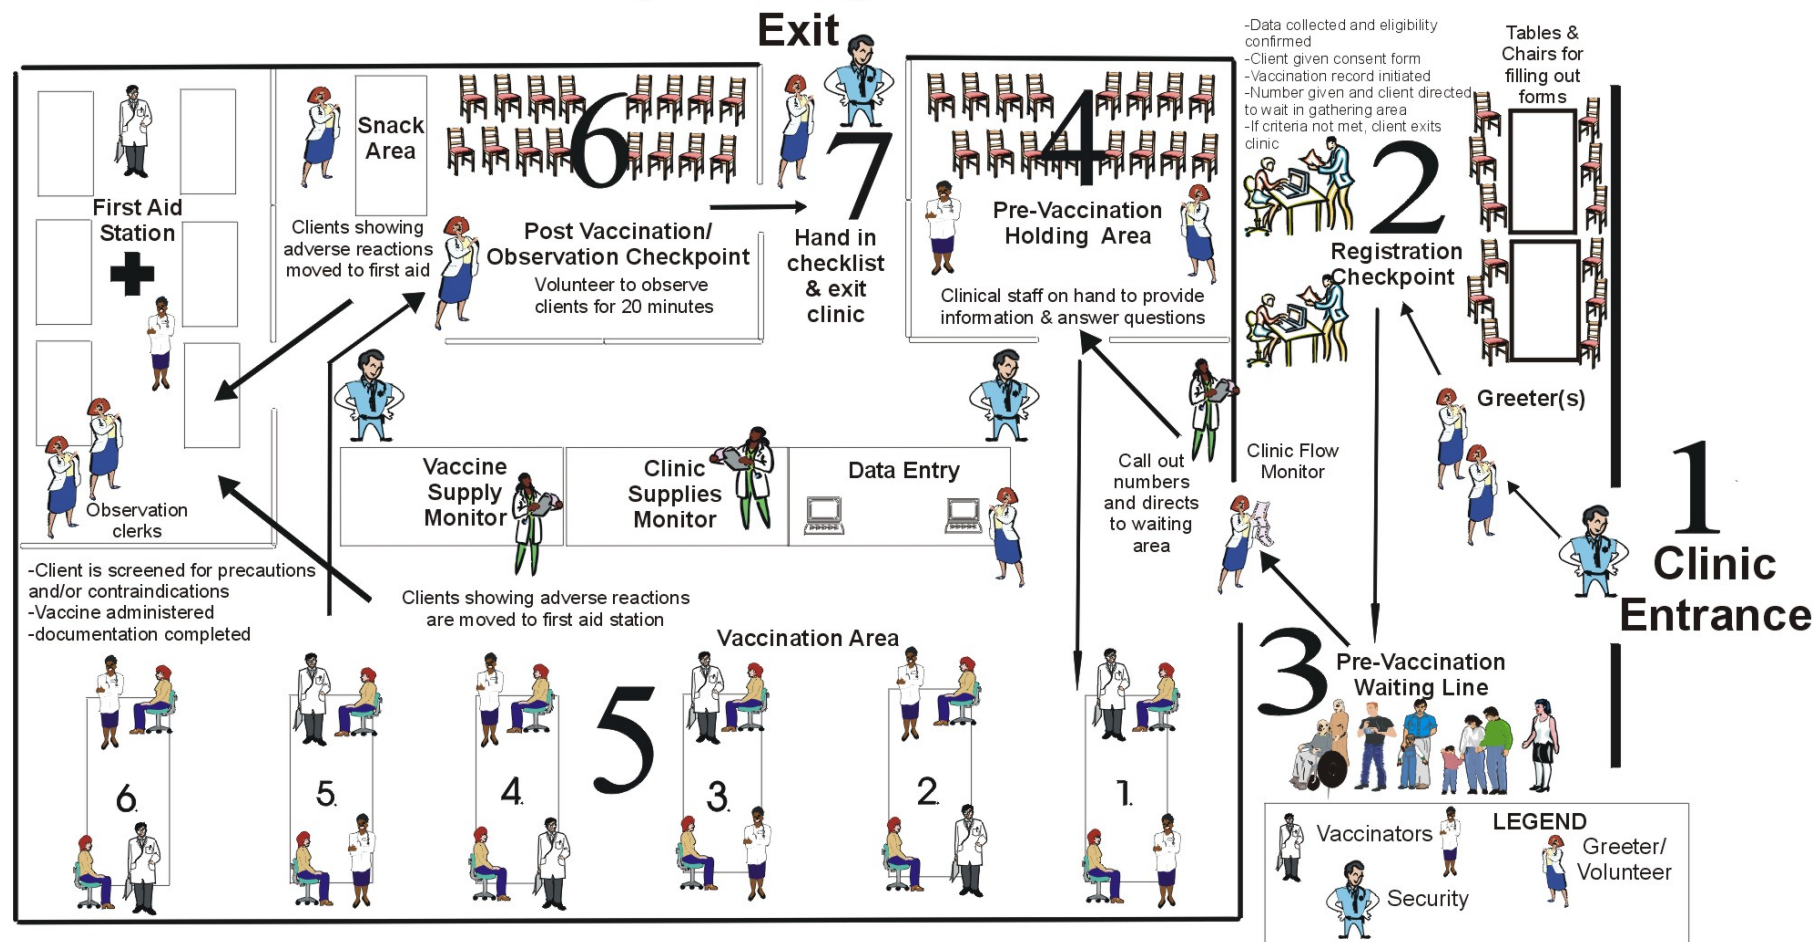 Exit
-Data collected and eligibility
confirmed
-Client given consent form
-Vaccination record initiated
-Number given and client directed
to wait in gathering area
-If criteria not met, client exits
clinic
Tables &
Chairs for
filling out
forms
First Aid
Station
Snack
Area
Clients showing
adverse reactions
moved to first aid
6
Post Vaccination/
Observation Checkpoint
Volunteer to observe
clients for 20 minutes
7
Hand in
checklist
& exit
clinic
4
Pre-Vaccination
Holding Area
Clinical staff on hand to provide
information & answer questions
2
Registration
Checkpoint
Greeter(s)
1
Clinic
Entrance
Observation
clerks
Vaccine
Supply
Monitor
Clinic
Supplies
Monitor
Data Entry
Call out
numbers
and directs
to waiting
area
Clinic Flow
Monitor
-Client is screened for precautions
and/or contraindications
-Vaccine administered
-documentation completed
Clients showing adverse reactions
are moved to first aid station
Vaccination Area
5
6.
5.
4.
3.
2.
1.
3
Pre-Vaccination
Waiting Line
LEGEND
Vaccinators
Greeter/
Volunteer
Security